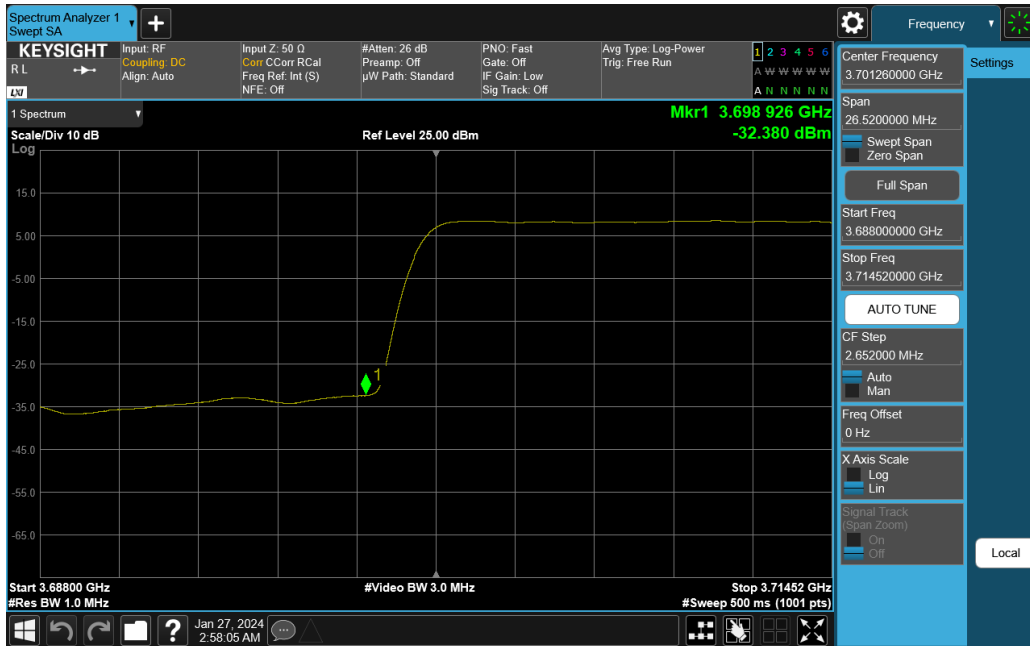 Spectrum Analyzer 1
Swept SA
+
Frequency
KEYSIGHT
R L
LXI
Input: RF
Coupling: DC
Align: Auto
Input Z: 50 Ω
Corr CCorr RCal
Freq Ref: Int (S)
NFE: Off
#Atten: 26 dB
Preamp: Off
µW Path: Standard
PNO: Fast
Gate: Off
IF Gain: Low
Sig Track: Off
Avg Type: Log-Power
Trig: Free Run
1 2 3 4 5 6
A W W W W W
A N N N N N
1 Spectrum
Scale/Div 10 dB
Log
Ref Level 25.00 dBm
Mkr1 3.698 926 GHz
-32.380 dBm
15.0
5.00
-5.00
-15.0
-25.0
-35.0
-45.0
-55.0
-65.0
1
Start 3.68800 GHz
#Res BW 1.0 MHz
#Video BW 3.0 MHz
Stop 3.71452 GHz
#Sweep 500 ms (1001 pts)
Center Frequency
3.701260000 GHz
Span
26.5200000 MHz
Swept Span
Zero Span
Full Span
Start Freq
3.688000000 GHz
Stop Freq
3.714520000 GHz
AUTO TUNE
CF Step
2.652000 MHz
Auto
Man
Freq Offset
0 Hz
X Axis Scale
Log
Lin
Signal Track
(Span Zoom)
On
Off
Settings
Local
?
Jan 27, 2024
2:58:05 AM